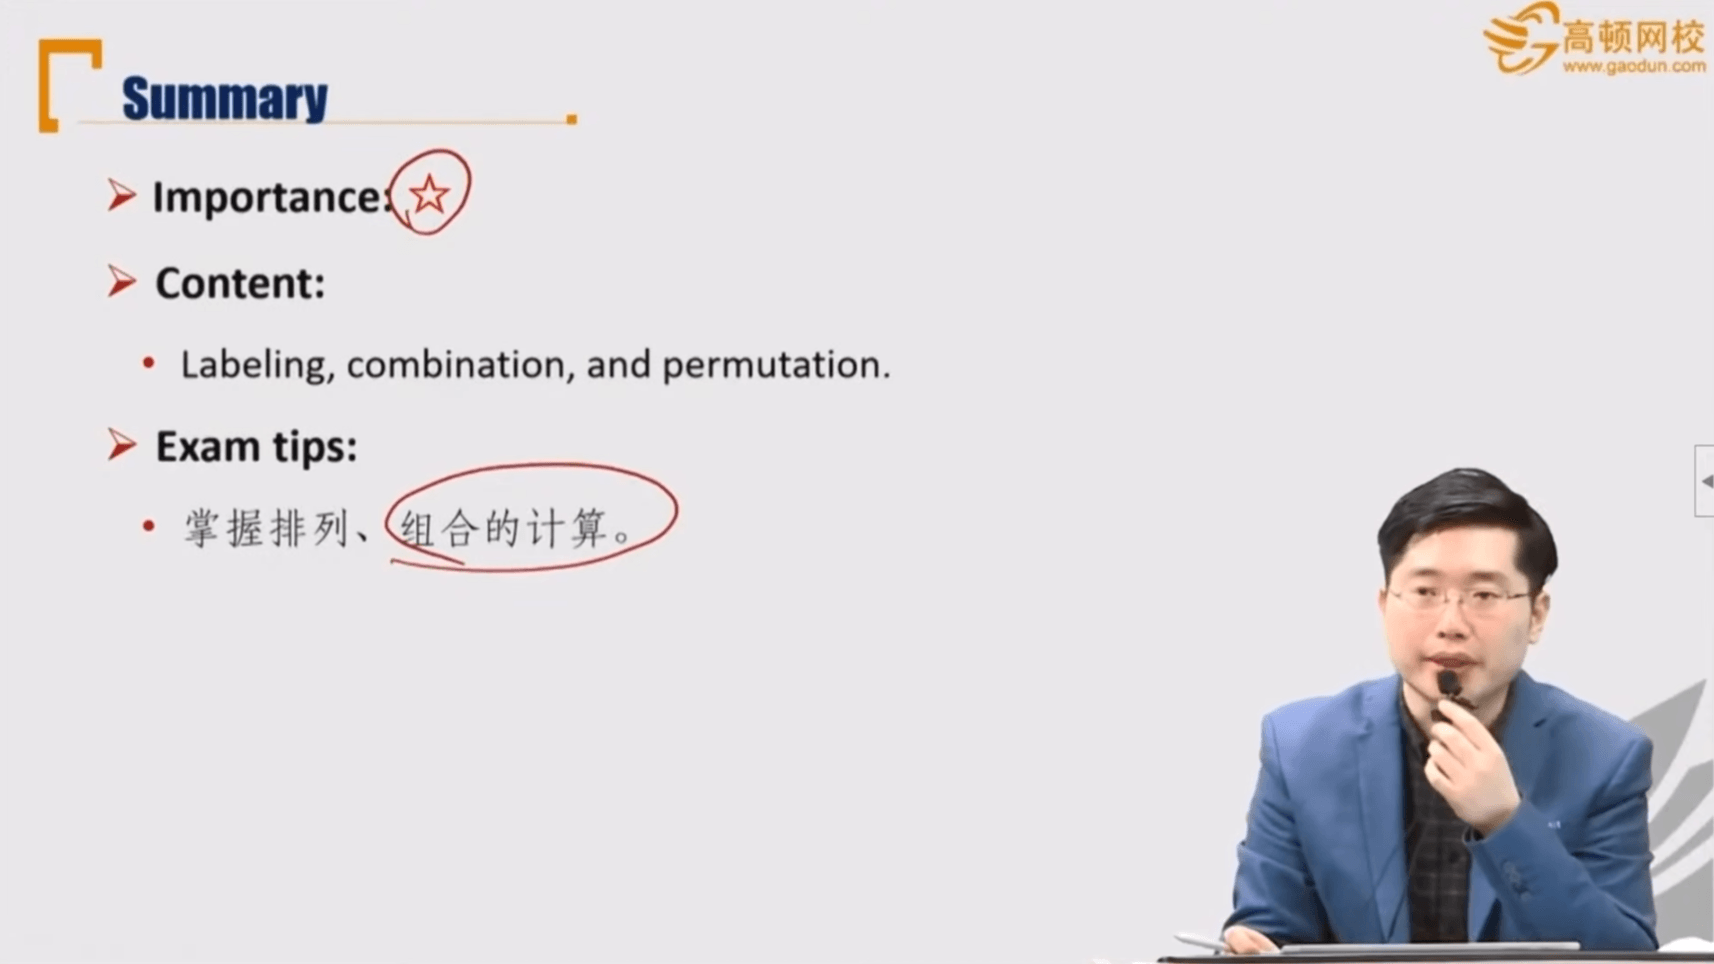 高顿网校
www.gaodun.com
Summary
Importance: ☆
Content:
Labeling, combination, and permutation.
Exam tips:
掌握排列、组合的计算。